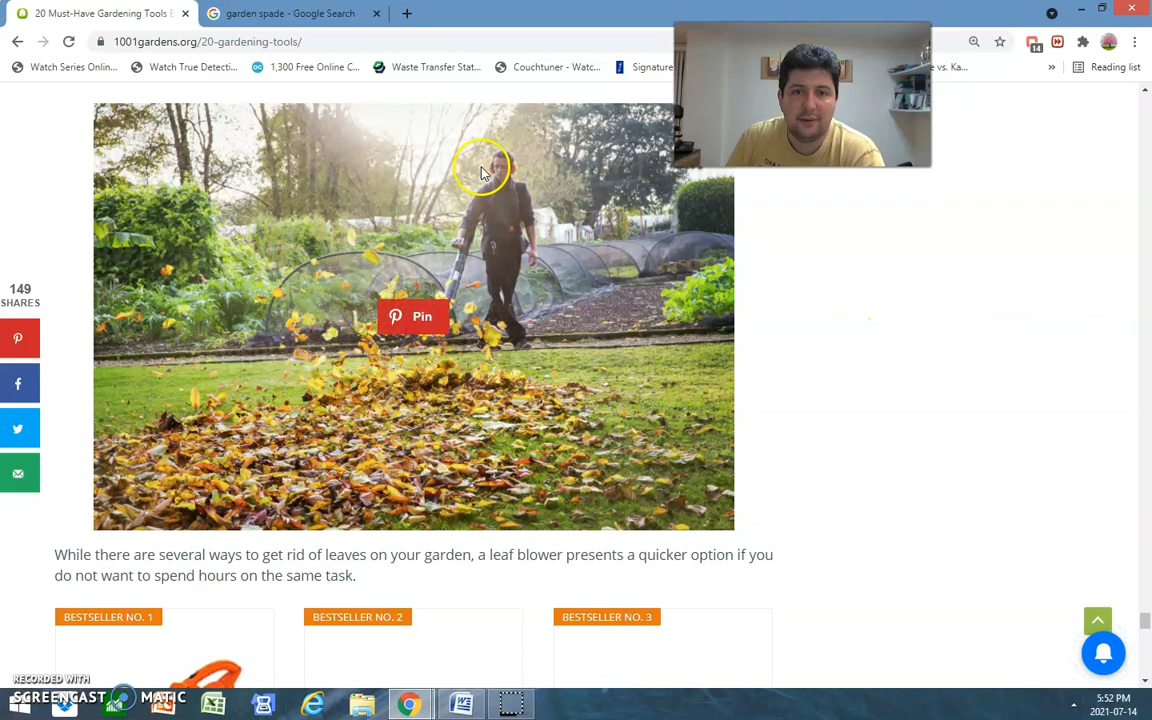 20 Must-Have Gardening Tools
garden spade - Google Search
1001gardens.org/20-gardening-tools/
14
Watch Series Onlin...
Watch True Detecti...
1,300 Free Online C...
Waste Transfer Stat...
Couchtuner - Watc...
Signature
vs. Ka...
»
Reading list
149
SHARES
Pin
While there are several ways to get rid of leaves on your garden, a leaf blower presents a quicker option if you
do not want to spend hours on the same task.
BESTSELLER NO. 1
BESTSELLER NO. 2
BESTSELLER NO. 3
RECORDED WITH
SCREENCAST MATIC
5:52 PM
2021-07-14